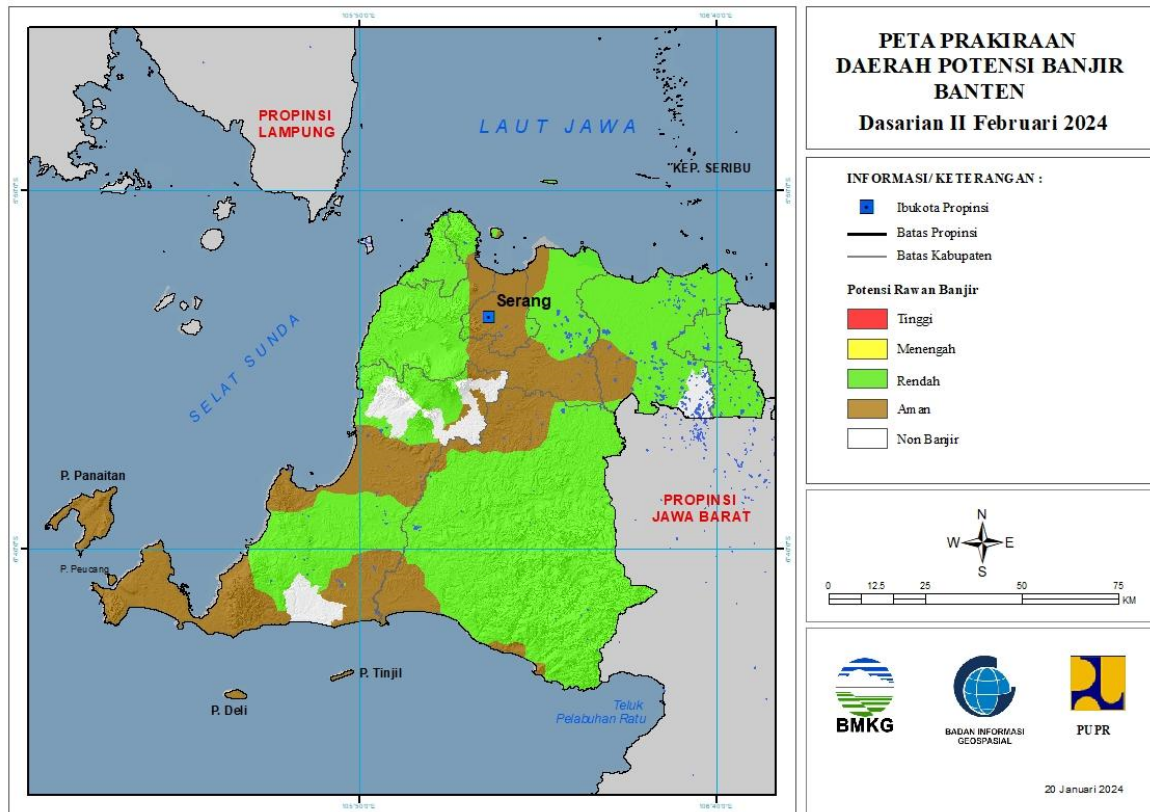 PROPINSI
LAMPUNG
LAUT JAWA
KEP. SERIBU
Serang
SELAT SUNDA
P. Panaitan
P. Peucang
PROPINSI
JAWA BARAT
P. Tinjil
P. Deli
Teluk
Pelabuhan Ratu
PETA PRAKIRAAN
DAERAH POTENSI BANJIR
BANTEN
Dasarian II Februari 2024
INFORMASI/ KETERANGAN :
Ibukota Propinsi
Batas Propinsi
Batas Kabupaten
Potensi Rawan Banjir
Tinggi
Menengah
Rendah
Aman
Non Banjir
N
W E
S
0 12.5 25 50 75
KM
BMKG
BADAN INFORMASI
GEOSPASIAL
PUPR
20 Januari 2024